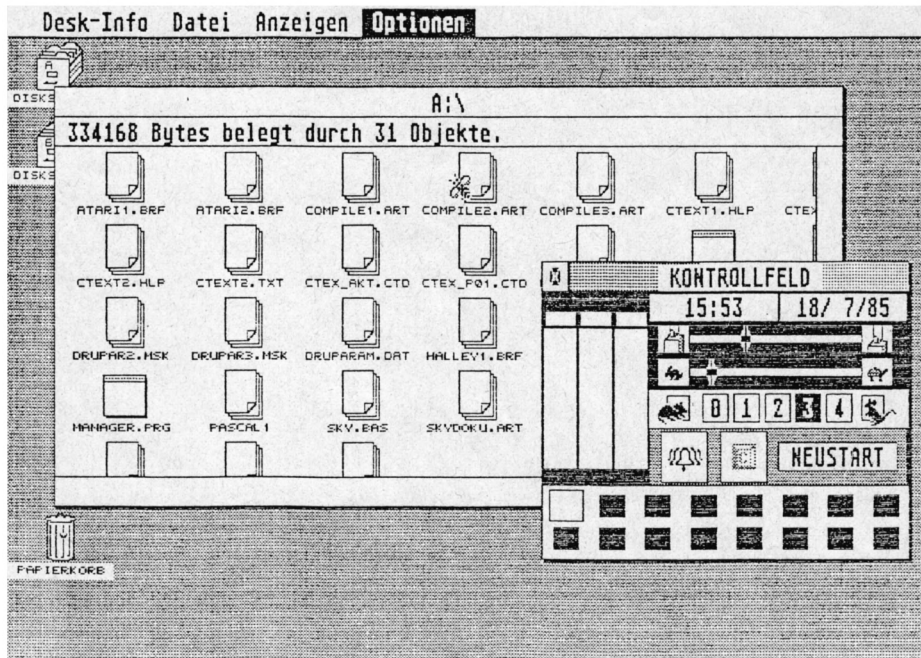 Desk-Info Datei Anzeigen Optionen
A:\
334168 Bytes belegt durch 31 Objekte.
ATARI1.BRF ATARI2.BRF COMPILE1.ART COMPILE2.ART COMPILE3.ART CTEXT1.HLP
CTEXT2.HLP CTEXT2.TXT CTEX_AKT.CTD CTEX_P01.CTD
DRUPAR2.MSK DRUPAR3.MSK DRUPARAM.DAT HALLEY1.BRF
MANAGER.PRG PASCAL1 SKY.BAS SKYDOKU.ART
KONTROLLFELD
15:53 18/ 7/85
0 1 2 3 4
NEUSTART
PAPIERKORB